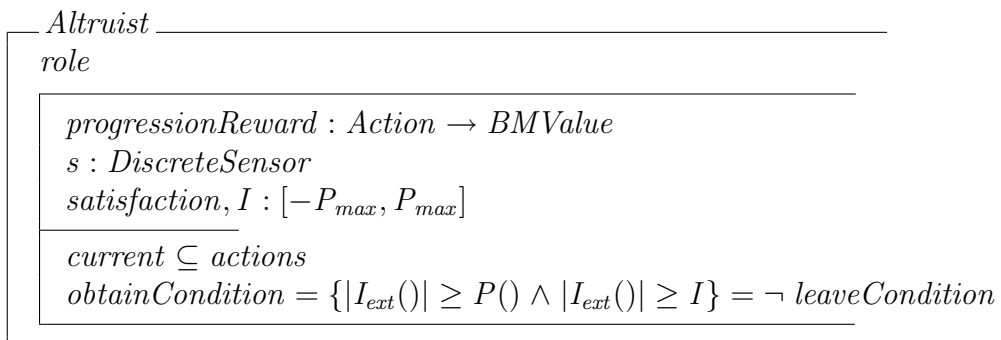 Altruist
role
progressionReward : Action → BMValue
s : DiscreteSensor
satisfaction, I : [−P_max, P_max]
current ⊆ actions
obtainCondition = {|I_ext()| ≥ P() ∧ |I_ext()| ≥ I} = ¬ leaveCondition